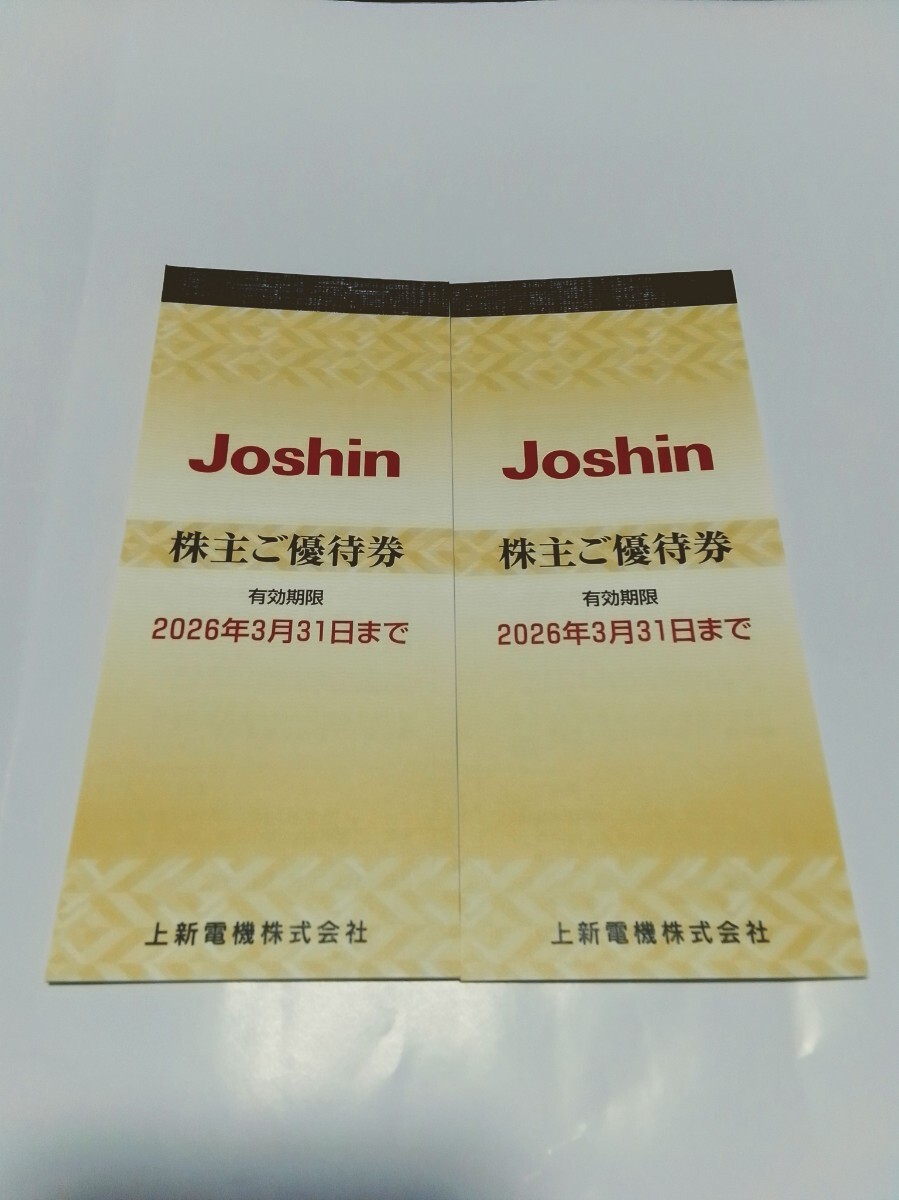 Joshin
株主ご優待券
有効期限
2026年3月31日まで
上新電機株式会社
Joshin
株主ご優待券
有効期限
2026年3月31日まで
上新電機株式会社